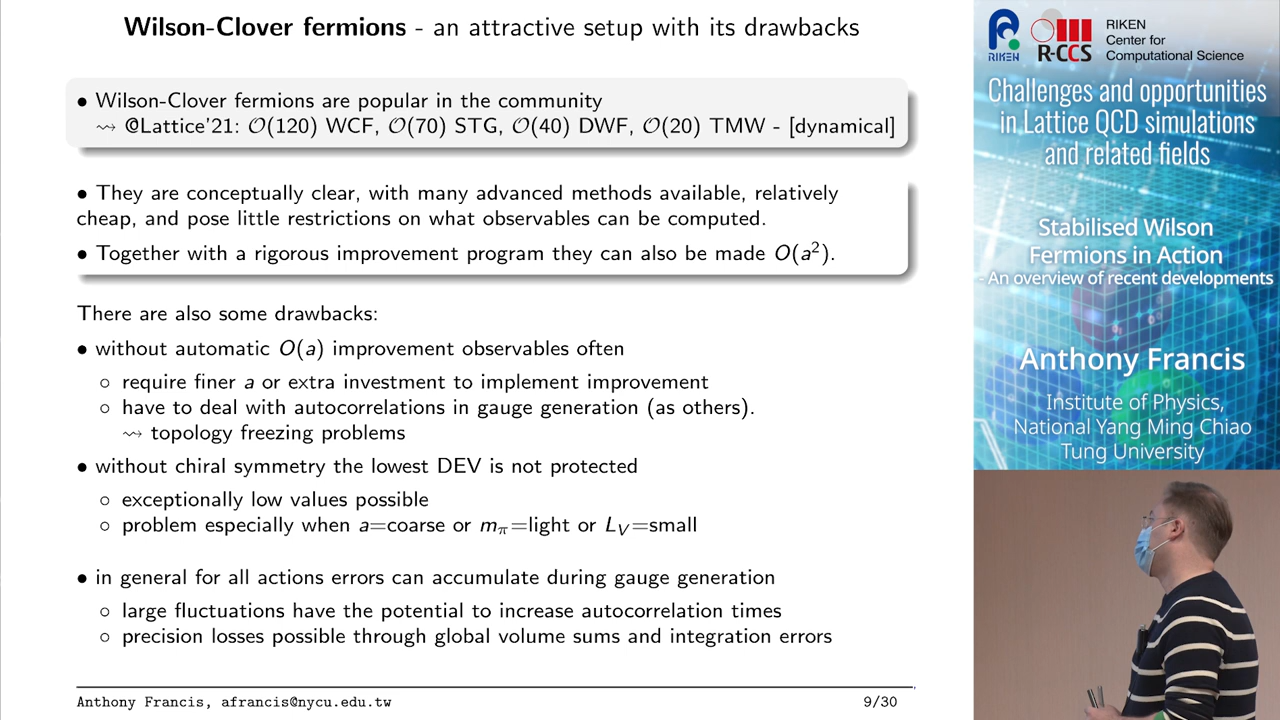 Wilson-Clover fermions - an attractive setup with its drawbacks
• Wilson-Clover fermions are popular in the community
⇝ @Lattice'21: 𝒪(120) WCF, 𝒪(70) STG, 𝒪(40) DWF, 𝒪(20) TMW - [dynamical]
• They are conceptually clear, with many advanced methods available, relatively
cheap, and pose little restrictions on what observables can be computed.
• Together with a rigorous improvement program they can also be made O(a²).
There are also some drawbacks:
• without automatic O(a) improvement observables often
○ require finer a or extra investment to implement improvement
○ have to deal with autocorrelations in gauge generation (as others).
⇝ topology freezing problems
• without chiral symmetry the lowest DEV is not protected
○ exceptionally low values possible
○ problem especially when a=coarse or m_π=light or L_V=small
• in general for all actions errors can accumulate during gauge generation
○ large fluctuations have the potential to increase autocorrelation times
○ precision losses possible through global volume sums and integration errors
Anthony Francis, afrancis@nycu.edu.tw
9/30
RIKEN
R-CCS
RIKEN
Center for
Computational Science
Challenges and opportunities
in Lattice QCD simulations
and related fields
Stabilised Wilson
Fermions in Action
- An overview of recent developments
Anthony Francis
Institute of Physics,
National Yang Ming Chiao
Tung University